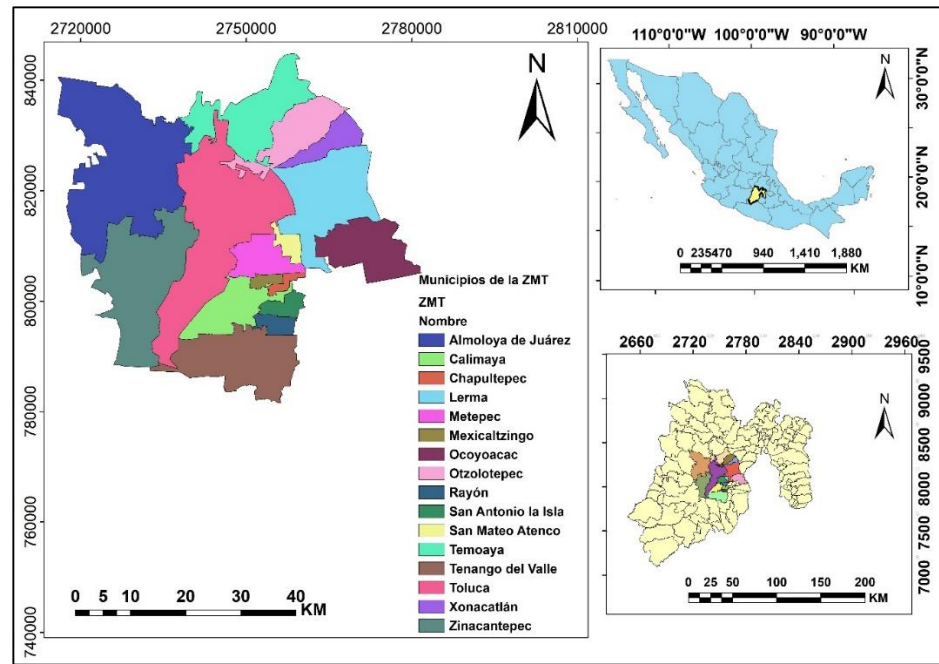 2720000 2750000 2780000 2810000
840000
820000
800000
780000
760000
740000
N
Municipios de la ZMT
ZMT
Nombre
Almoloya de Juárez
Calimaya
Chapultepec
Lerma
Metepec
Mexicaltzingo
Ocoyoacac
Otzolotepec
Rayón
San Antonio la Isla
San Mateo Atenco
Temoaya
Tenango del Valle
Toluca
Xonacatlán
Zinacantepec
0 5 10 20 30 40
KM
110°0'0"W 100°0'0"W 90°0'0"W
30°0'0"N
20°0'0"N
10°0'0"N
N
0 235470 940 1,410 1,880
KM
2660 2720 2780 2840 2900 2960
9500
9000
8500
8000
7500
7000
N
0 25 50 100 150 200
KM